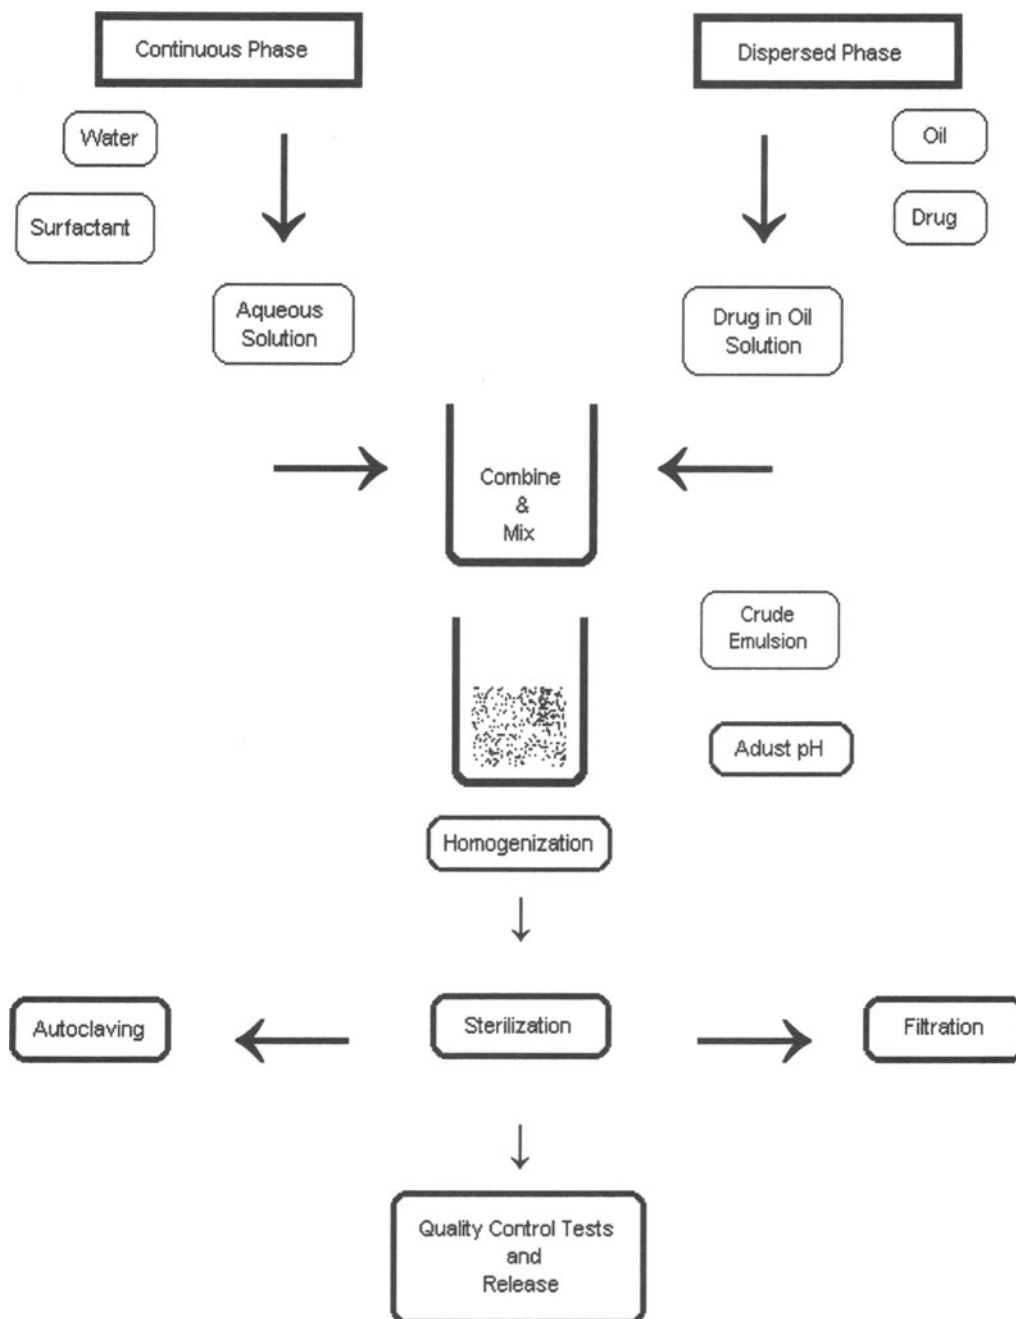 Continuous Phase
Dispersed Phase
Water
Oil
Surfactant
Drug
Aqueous
Solution
Drug in Oil
Solution
Combine
&
Mix
Crude
Emulsion
Adust pH
Homogenization
Autoclaving
Sterilization
Filtration
Quality Control Tests
and
Release